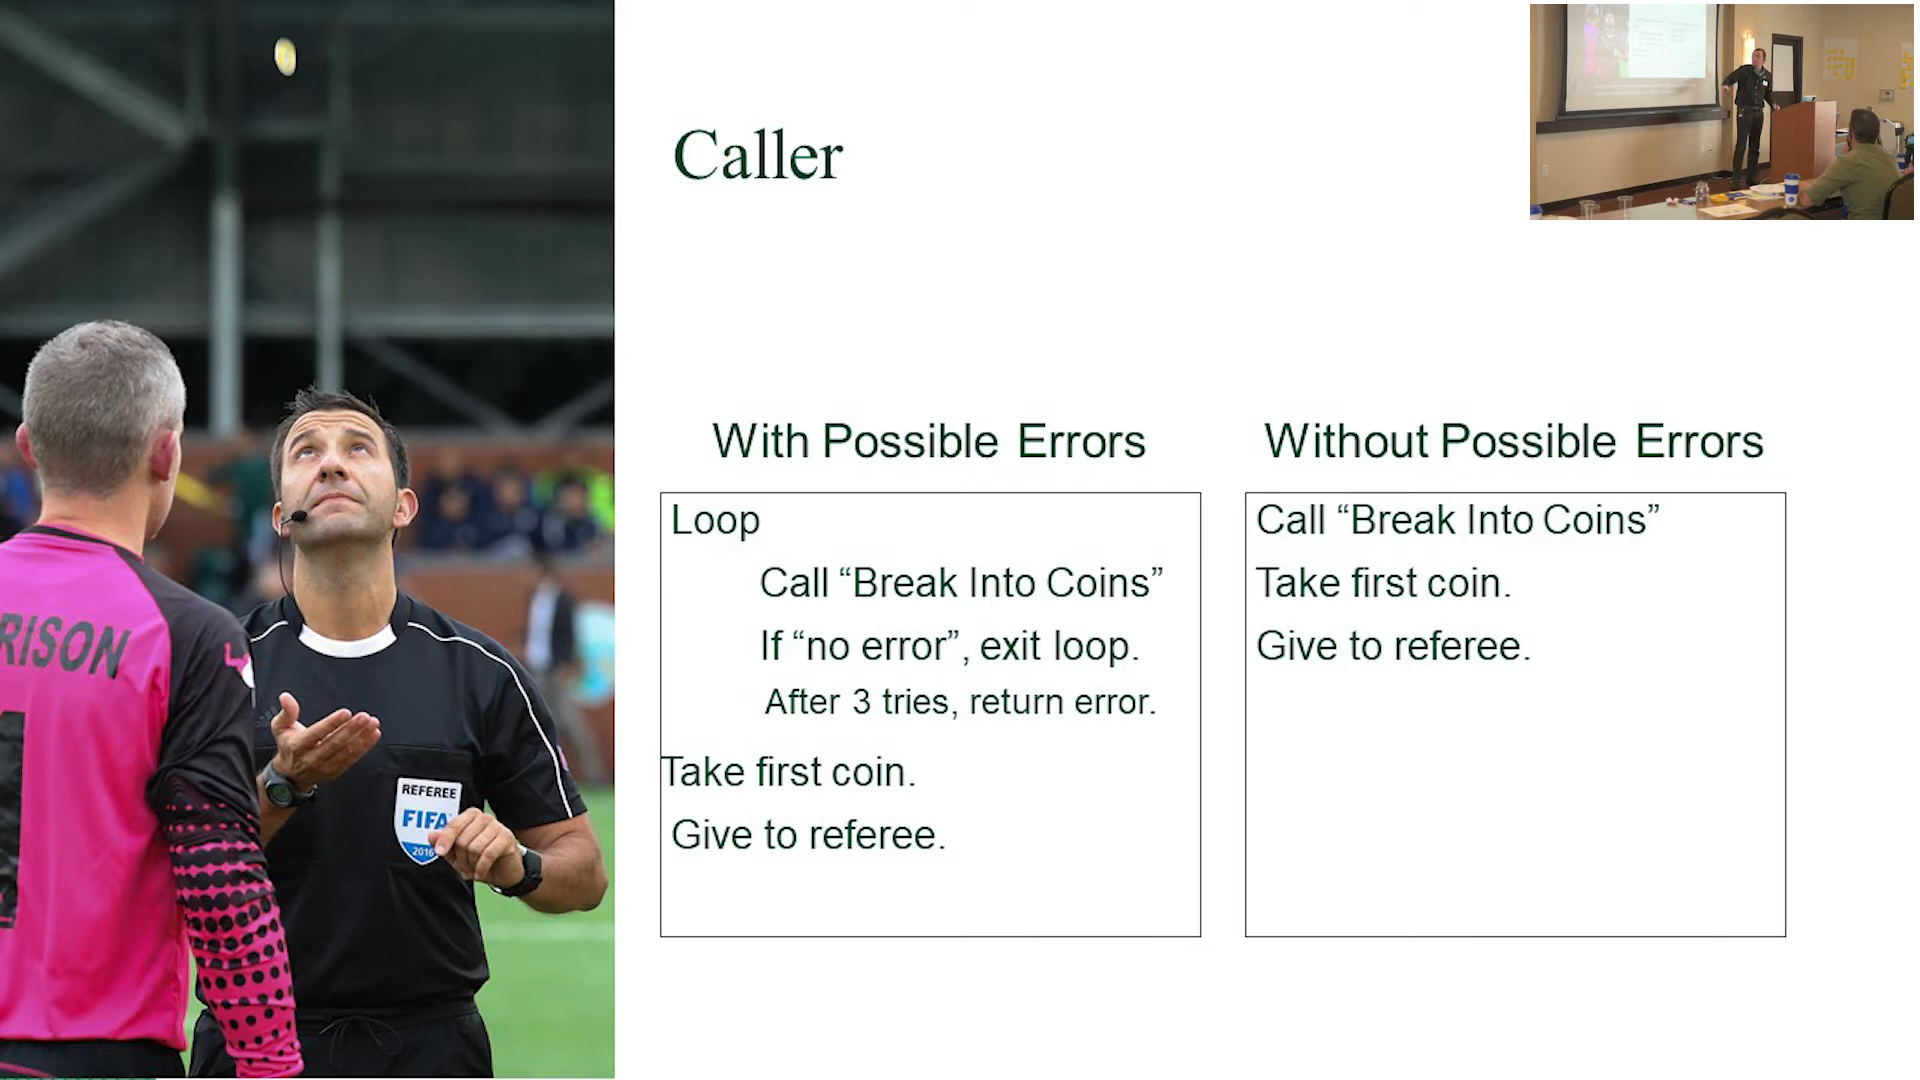 Caller
With Possible Errors
Loop
Call “Break Into Coins”
If “no error”, exit loop.
After 3 tries, return error.
Take first coin.
Give to referee.
Without Possible Errors
Call “Break Into Coins”
Take first coin.
Give to referee.
RISON
1
REFEREE
FIFA
2016